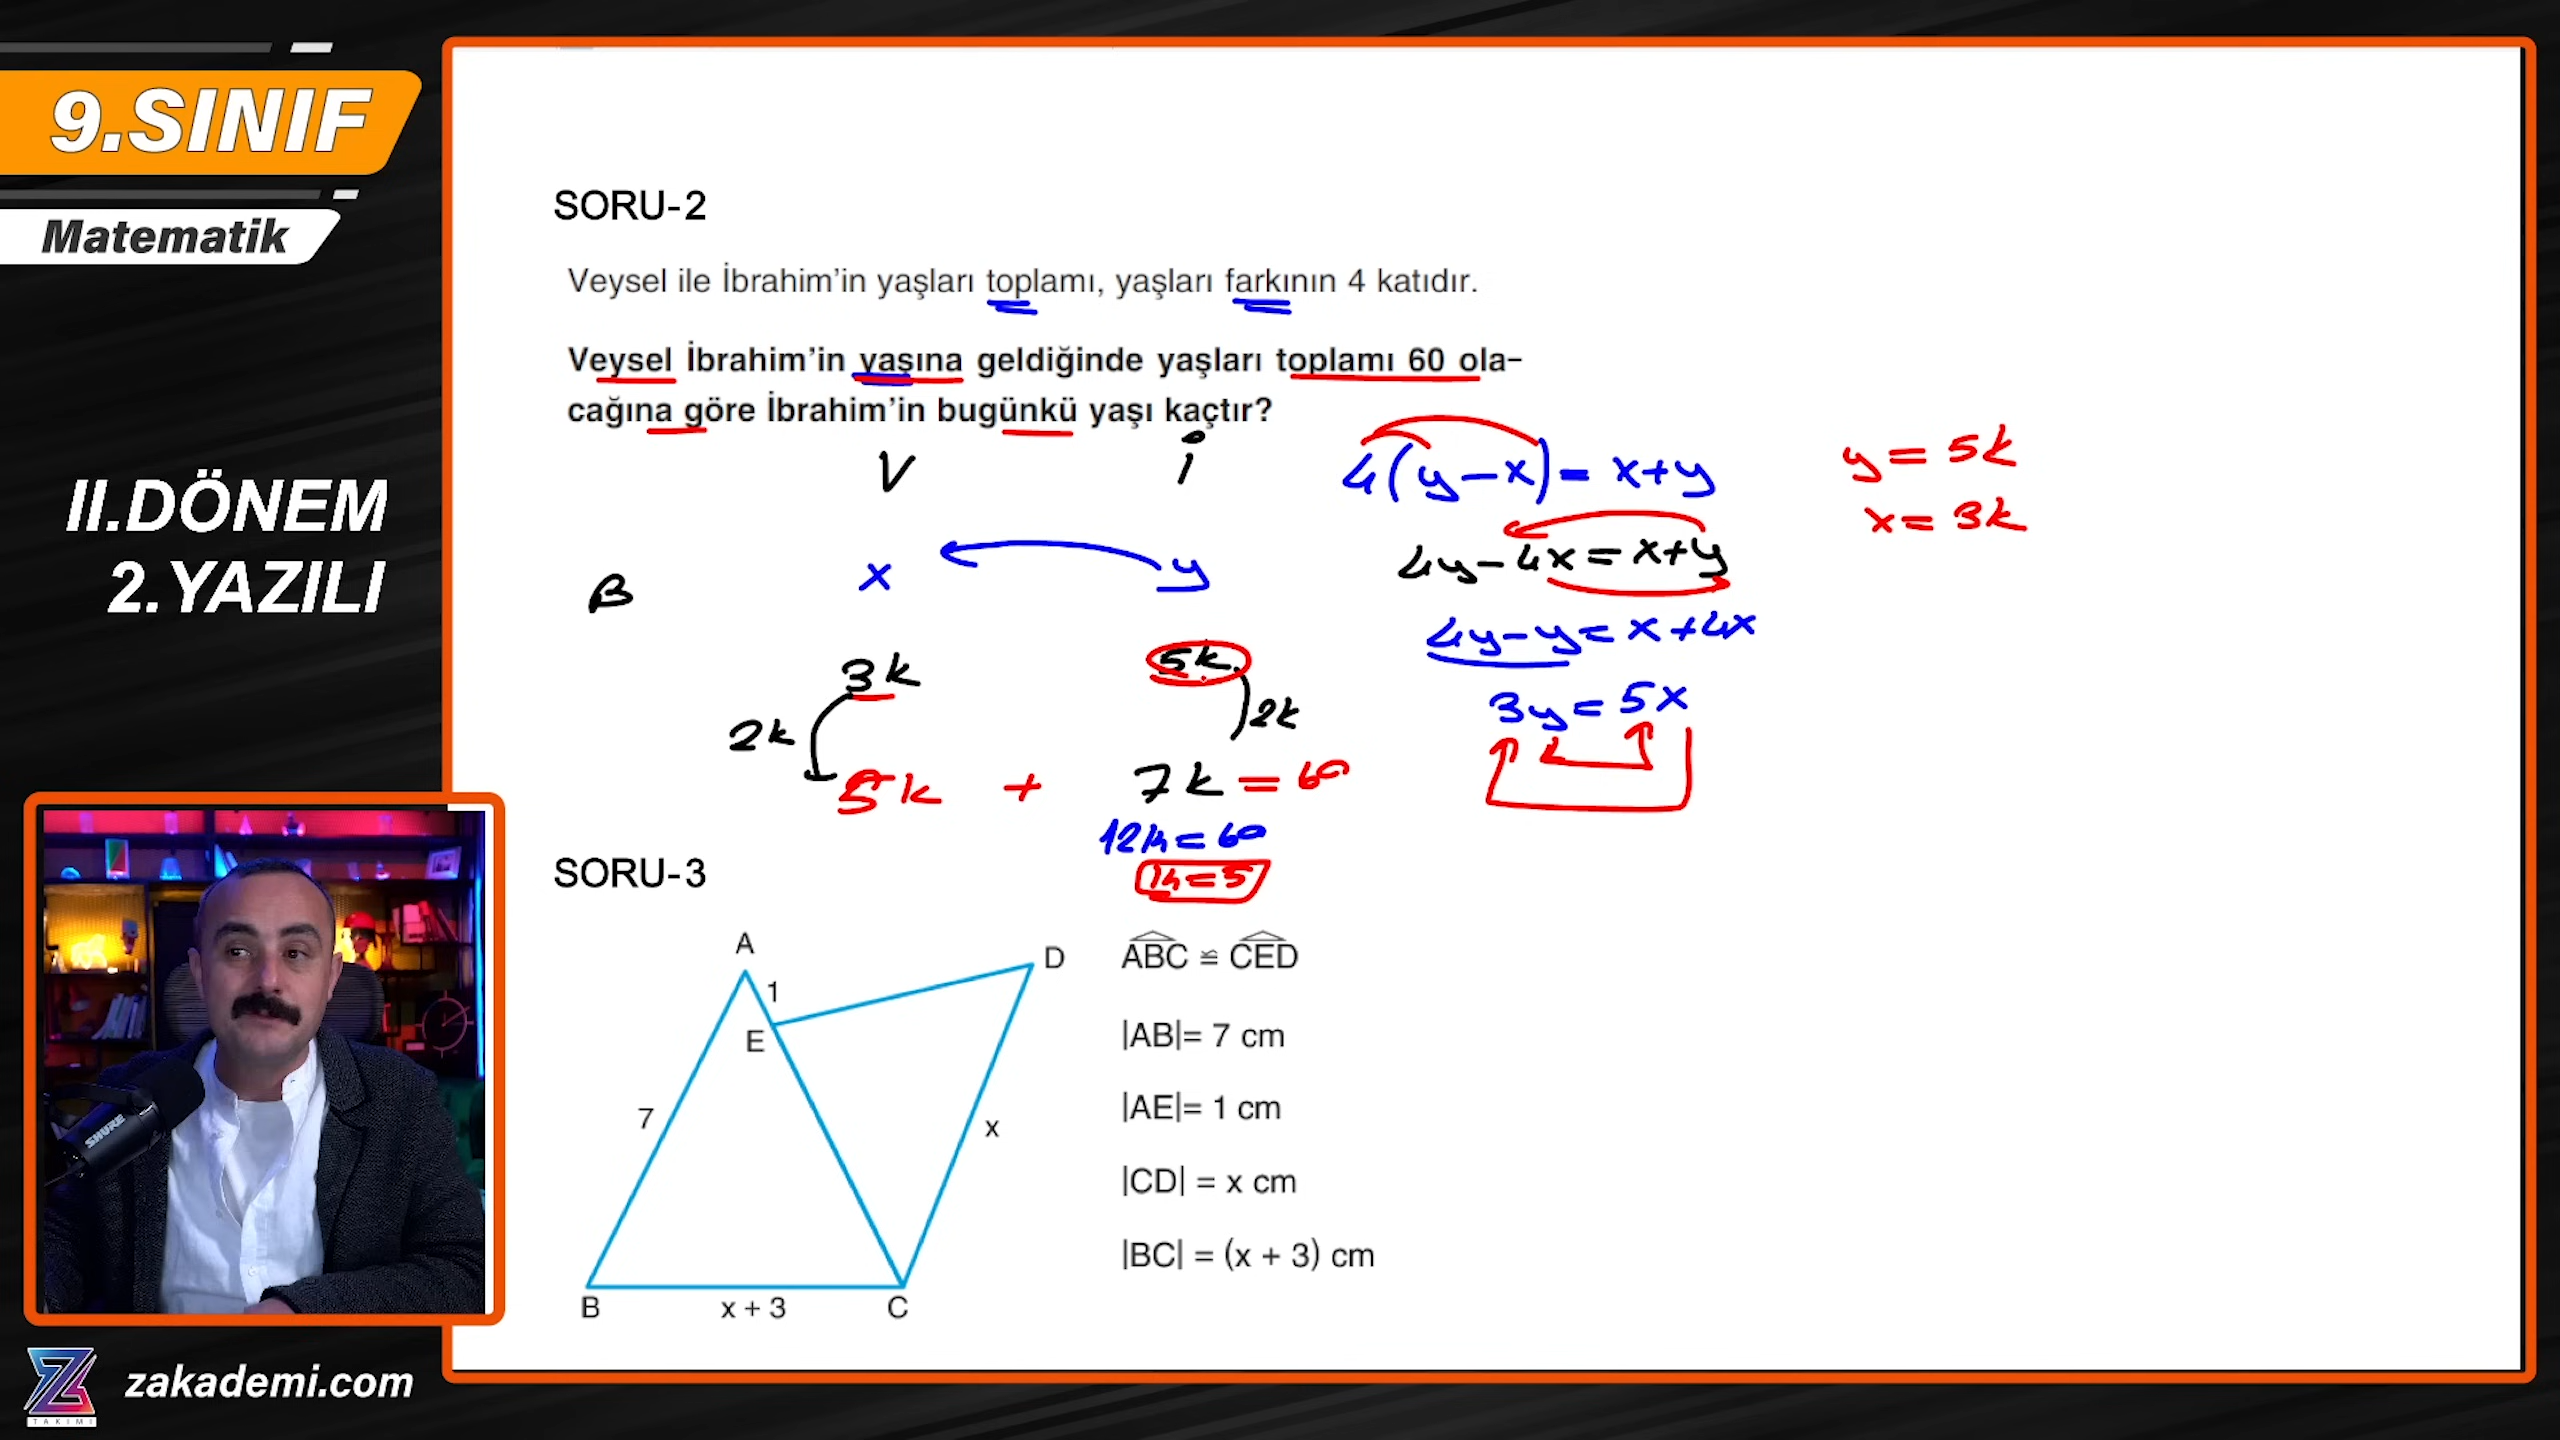 9.SINIF
Matematik
II.DÖNEM
2.YAZILI
SORU-2
Veysel ile İbrahim'in yaşları toplamı, yaşları farkının 4 katıdır.
Veysel İbrahim'in yaşına geldiğinde yaşları toplamı 60 ola-
cağına göre İbrahim'in bugünkü yaşı kaçtır?
V İ
B x y
3k 5k
2k 2k
5k + 7k = 60
12k = 60
k = 5
4(y-x) = x+y
4y-4x = x+y
4y-y = x+4x
3y = 5x
y = 5k
x = 3k
SORU-3
A
1
E
D
7
x
B
x + 3
C
ABC ≅ CED
|AB|= 7 cm
|AE|= 1 cm
|CD| = x cm
|BC| = (x + 3) cm
SHURE
Z
TAKIMI
zakademi.com